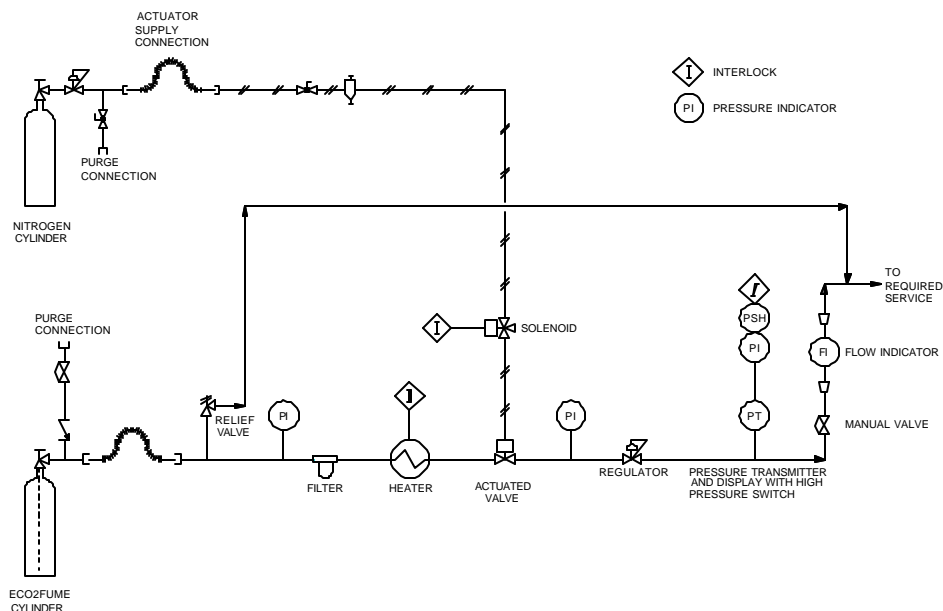 ACTUATOR
SUPPLY
CONNECTION
I
INTERLOCK
PI
PRESSURE INDICATOR
PURGE
CONNECTION
NITROGEN
CYLINDER
TO
REQUIRED
SERVICE
PURGE
CONNECTION
I
SOLENOID
I
PSH
PI
FI
FLOW INDICATOR
I
RELIEF
VALVE
PI
PI
PT
MANUAL VALVE
FILTER
HEATER
ACTUATED
VALVE
REGULATOR
PRESSURE TRANSMITTER
AND DISPLAY WITH HIGH
PRESSURE SWITCH
ECO2FUME
CYLINDER